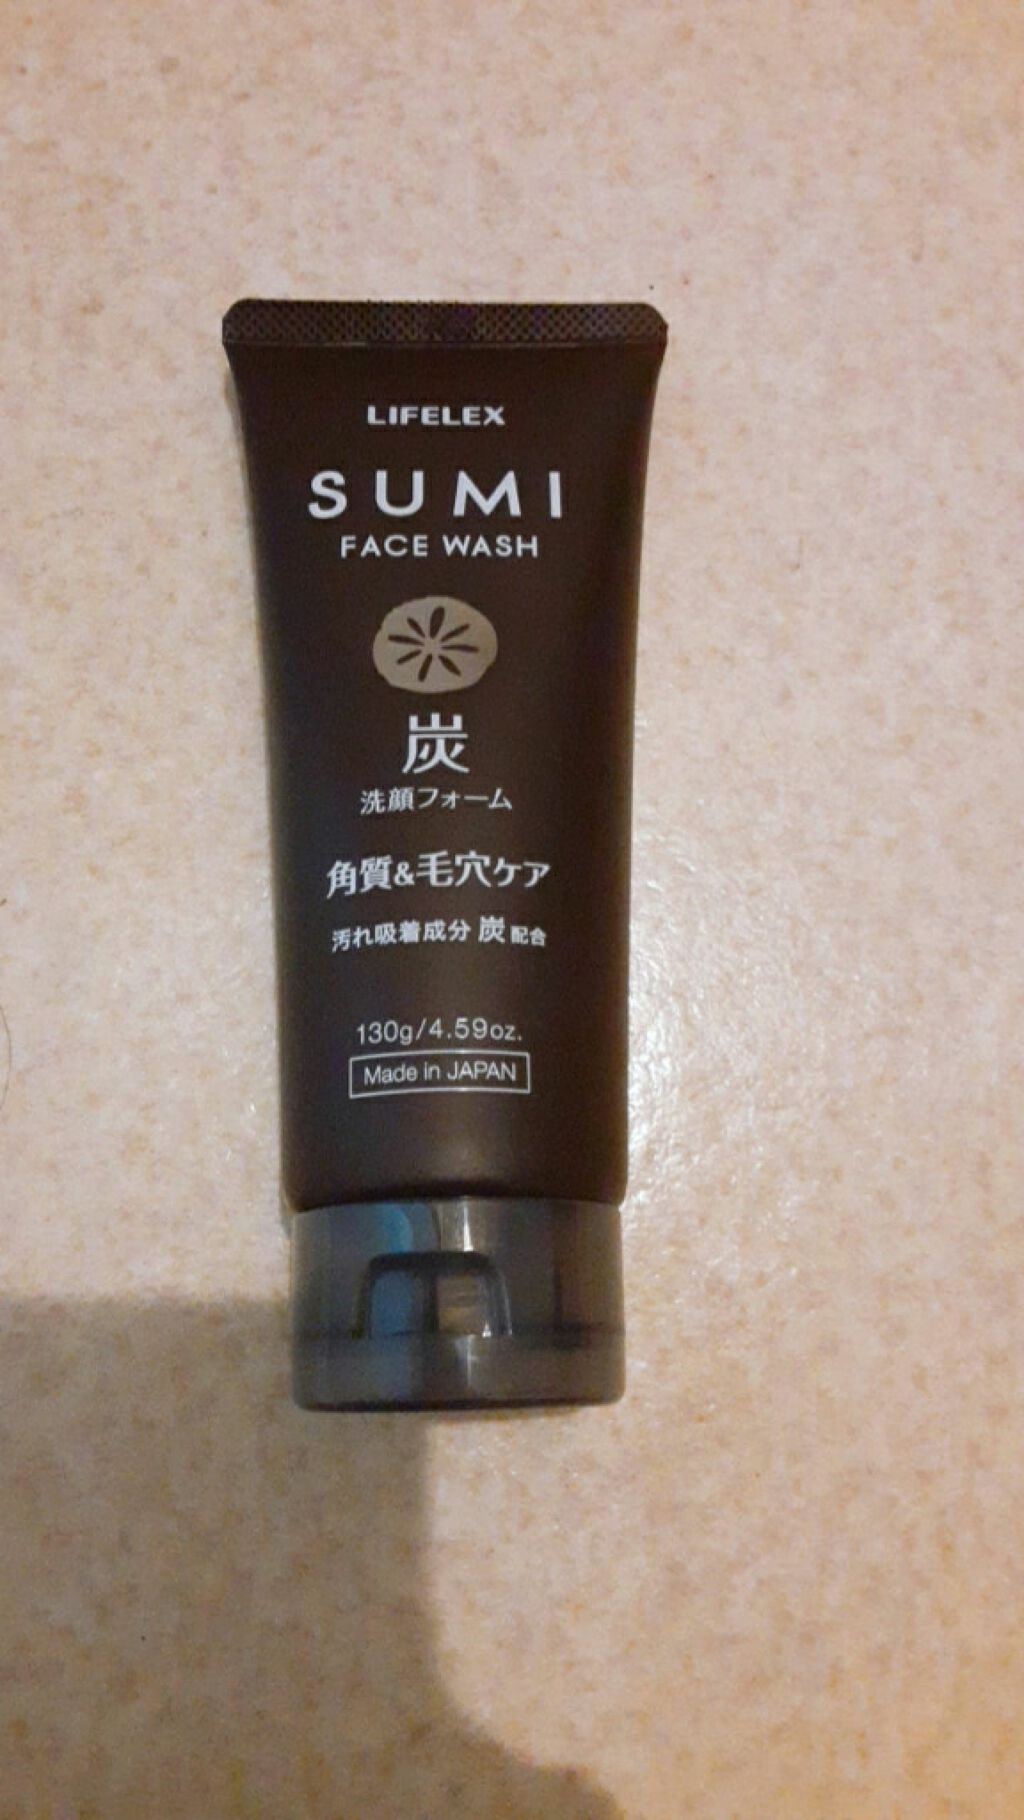 LIFELEX
SUMI
FACE WASH
炭
洗顔フォーム
角質&毛穴ケア
汚れ吸着成分 炭 配合
130g/4.59oz.
Made in JAPAN